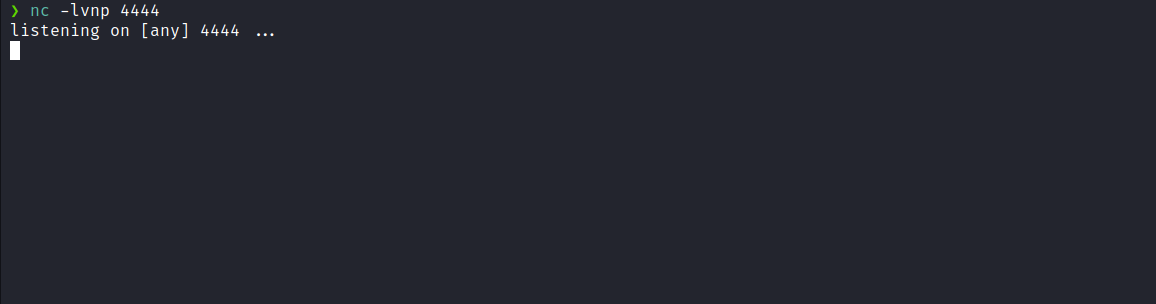 ❯ nc -lvnp 4444
listening on [any] 4444 ...